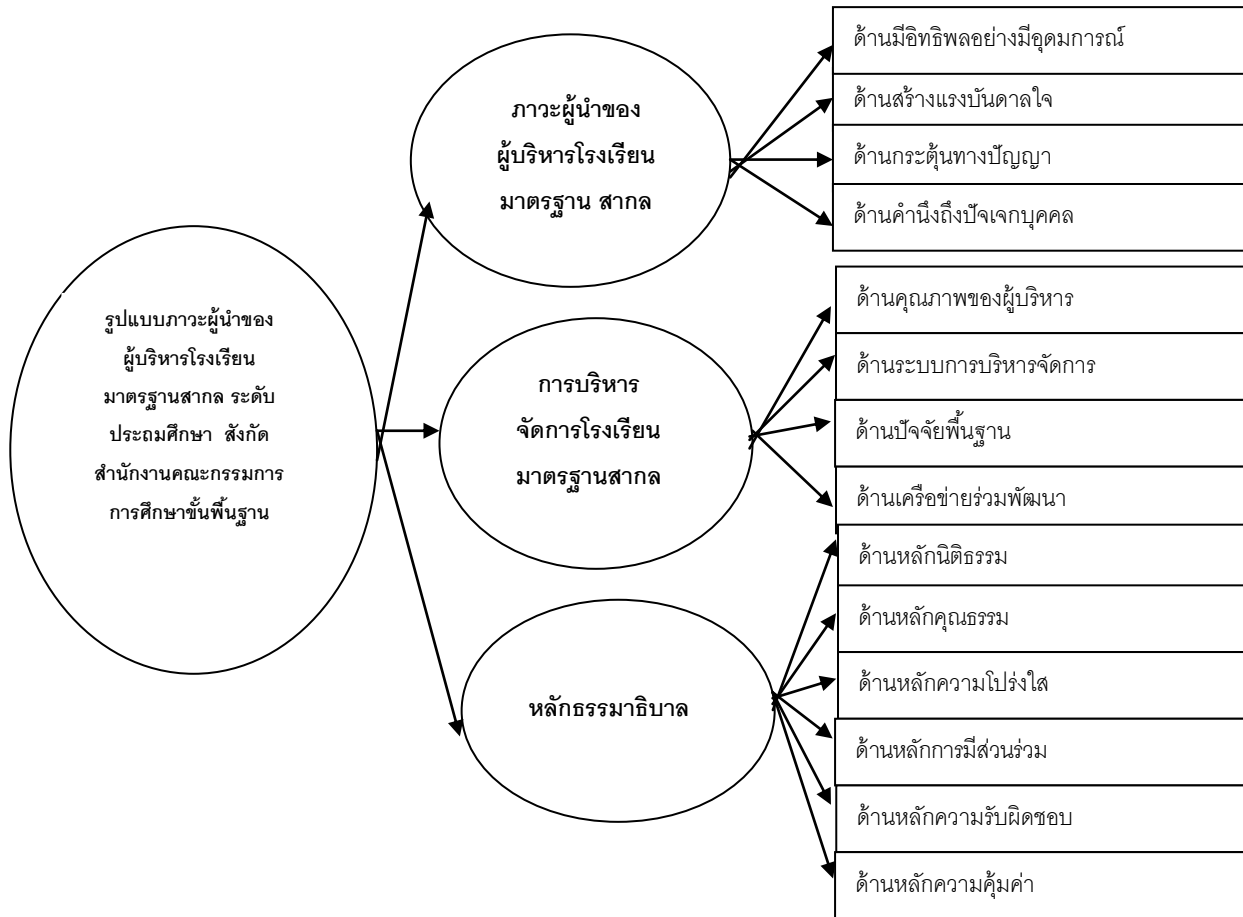 รูปแบบภาวะผู้นำของ
ผู้บริหารโรงเรียน
มาตรฐานสากล ระดับ
ประถมศึกษา สังกัด
สำนักงานคณะกรรมการ
การศึกษาขั้นพื้นฐาน
ภาวะผู้นำของ
ผู้บริหารโรงเรียน
มาตรฐาน สากล
ด้านมีอิทธิพลอย่างมีอุดมการณ์
ด้านสร้างแรงบันดาลใจ
ด้านกระตุ้นทางปัญญา
ด้านคำนึงถึงปัจเจกบุคคล
การบริหาร
จัดการโรงเรียน
มาตรฐานสากล
ด้านคุณภาพของผู้บริหาร
ด้านระบบการบริหารจัดการ
ด้านปัจจัยพื้นฐาน
ด้านเครือข่ายร่วมพัฒนา
หลักธรรมาธิบาล
ด้านหลักนิติธรรม
ด้านหลักคุณธรรม
ด้านหลักความโปร่งใส
ด้านหลักการมีส่วนร่วม
ด้านหลักความรับผิดชอบ
ด้านหลักความคุ้มค่า